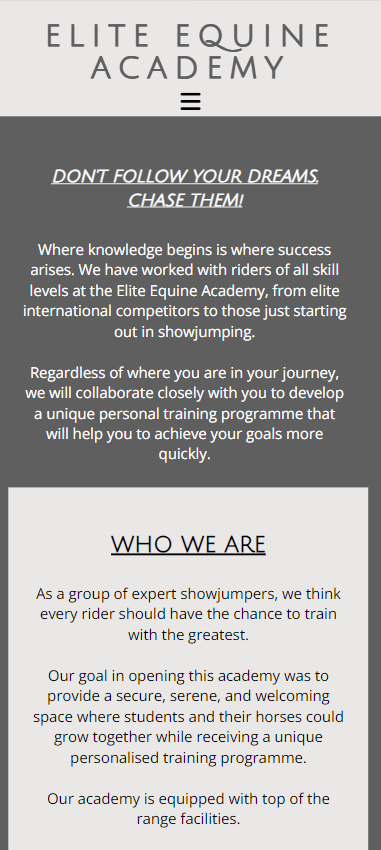 ELITE EQUINE
ACADEMY
DON'T FOLLOW YOUR DREAMS.
CHASE THEM!
Where knowledge begins is where success
arises. We have worked with riders of all skill
levels at the Elite Equine Academy, from elite
international competitors to those just starting
out in showjumping.
Regardless of where you are in your journey,
we will collaborate closely with you to develop
a unique personal training programme that
will help you to achieve your goals more
quickly.
WHO WE ARE
As a group of expert showjumpers, we think
every rider should have the chance to train
with the greatest.
Our goal in opening this academy was to
provide a secure, serene, and welcoming
space where students and their horses could
grow together while receiving a unique
personalised training programme.
Our academy is equipped with top of the
range facilities.